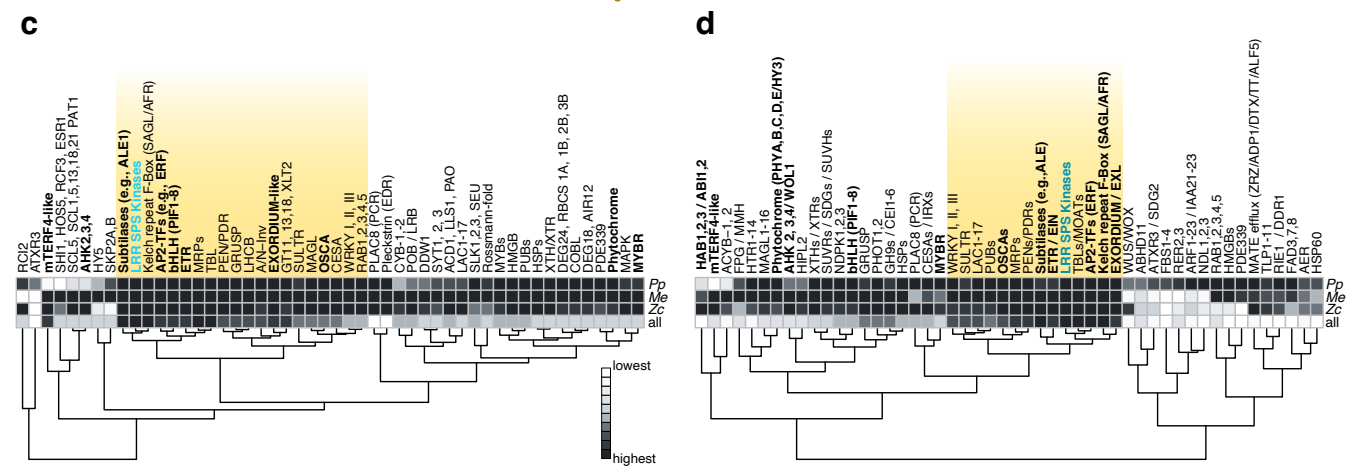 c
RCI2
ATXR3
mTERF4-like
SHI1, HOS5, RCF3, ESR1
SCL5, SCL1,5,13,18,21 PAT1
AHK2,3,4
HY5
SKP2A,B
Subtilases (e.g., ALE1)
LRR SPS Kinases
Kelch repeat F-Box (SAGL/AFR)
AP2-TFs (e.g., ERF)
bHLH (PIF1-8)
ETR
MRPs
TBL
PEN/PDR
GRUSP
LHCB
A/N–Inv
EXORDIUM-like
GT11, 13,18, XLT2
SULTR
MAGL
OSCA
CESA
WRKY I, II, III
RAB1,2,3,4,5
PLAC8 (PCR)
Pleckstrin (EDR)
CYB-1,-2
POB / LRB
DDW1
SYT1, 2, 3
ACD1, LLS1, PAO
LAC1-17
SLK1,2,3, SEU
Rossmann-fold
MYBs
HMGB
PUBs
HSPs
XTH/XTR
DEG24, RBCS 1A, 1B, 2B, 3B
COBL
DEG18, AIR12
PDE339
Phytochrome
MAPK
MYBR
Pp
Me
Zc
all
lowest
highest
d
HAB1,2,3 / ABI1,2
mTERF-like
ACYB–1, 2
FPG / MIH
HTR1-14
MAGL1-16
Phytochrome (PHYA,B,C,D,E/HY3)
AHK 2, 3,4/ WOL1
HIPL2
XTHs / XTRs
SUVRs / SDGs / SUVHs
NDPK1,2,3
bHLH (PIF1-8)
GRUSP
PHOT1,2
GH9s / CEl1-6
HSPs
PLAC8 (PCR)
CESAs / IRXs
MYBR
WRKY I, II, III
SULTR
LAC1-17
PUBs
OSCAs
MRPs
PENs/PDRs
Subtilases (e.g.,ALE)
ETR / EIN
LRR SPS Kinases
TBLs/MOATs
AP2-TFs (ERF)
Kelch repeat F-Box (SAGL/AFR)
EXORDIUM / EXL
WUS/WOX
ABHD11
ATXR3 / SDG2
FBS1-4
RER2,3
ARF1-23 / IAA21-23
NDL1,2,3
RAB1,2,3,4,5
HMGBs
PDE339
MATE efflux (ZRZ/ADP1/DTX/TT/ALF5)
TLP1-11
RIE1 / DDR1
FAD3,7,8
AER
HSP60
Pp
Me
Zc
all